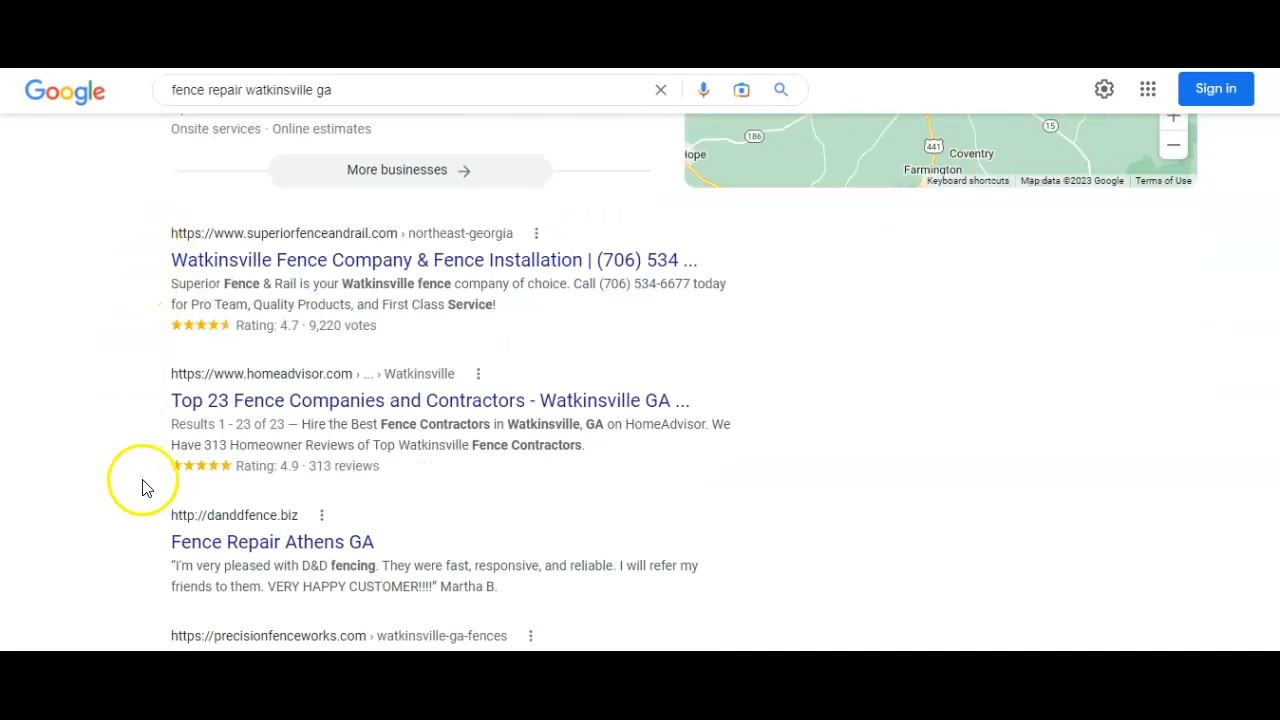 Google
fence repair watkinsville ga
Sign in
Onsite services · Online estimates
More businesses
186
15
441
Hope
Coventry
Farmington
Keyboard shortcuts
Map data ©2023 Google
Terms of Use
https://www.superiorfenceandrail.com › northeast-georgia
Watkinsville Fence Company & Fence Installation | (706) 534 ...
Superior Fence & Rail is your Watkinsville fence company of choice. Call (706) 534-6677 today
for Pro Team, Quality Products, and First Class Service!
Rating: 4.7 · 9,220 votes
https://www.homeadvisor.com › ... › Watkinsville
Top 23 Fence Companies and Contractors - Watkinsville GA ...
Results 1 - 23 of 23 — Hire the Best Fence Contractors in Watkinsville, GA on HomeAdvisor. We
Have 313 Homeowner Reviews of Top Watkinsville Fence Contractors.
Rating: 4.9 · 313 reviews
http://danddfence.biz
Fence Repair Athens GA
“I'm very pleased with D&D fencing. They were fast, responsive, and reliable. I will refer my
friends to them. VERY HAPPY CUSTOMER!!!!” Martha B.
https://precisionfenceworks.com › watkinsville-ga-fences